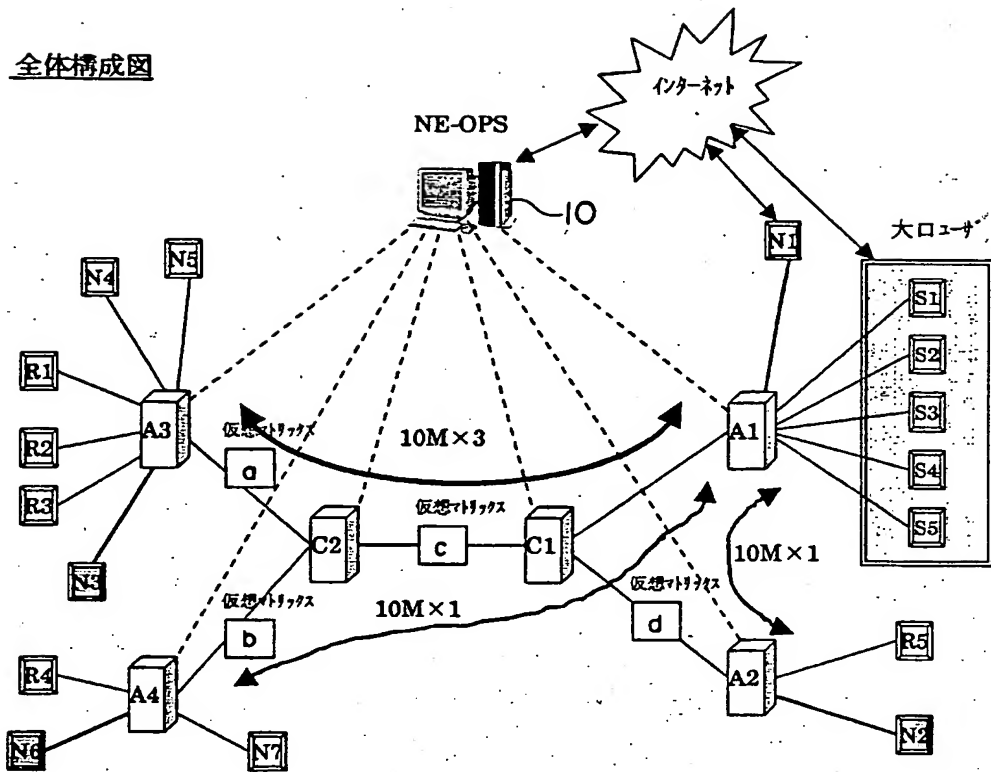 全体構成図
インターネット
NE-OPS
10
N1
大口ユーザ
N5
N4
S1
S2
R1
A3
A1
S3
R2
仮想マトリックス
10M×3
a
S4
R3
仮想マトリックス
C2
c
C1
S5
N3
10M×1
仮想マトリックス
10M×1
仮想マトリックス
b
d
R5
R4
A4
A2
N6
N7
N2